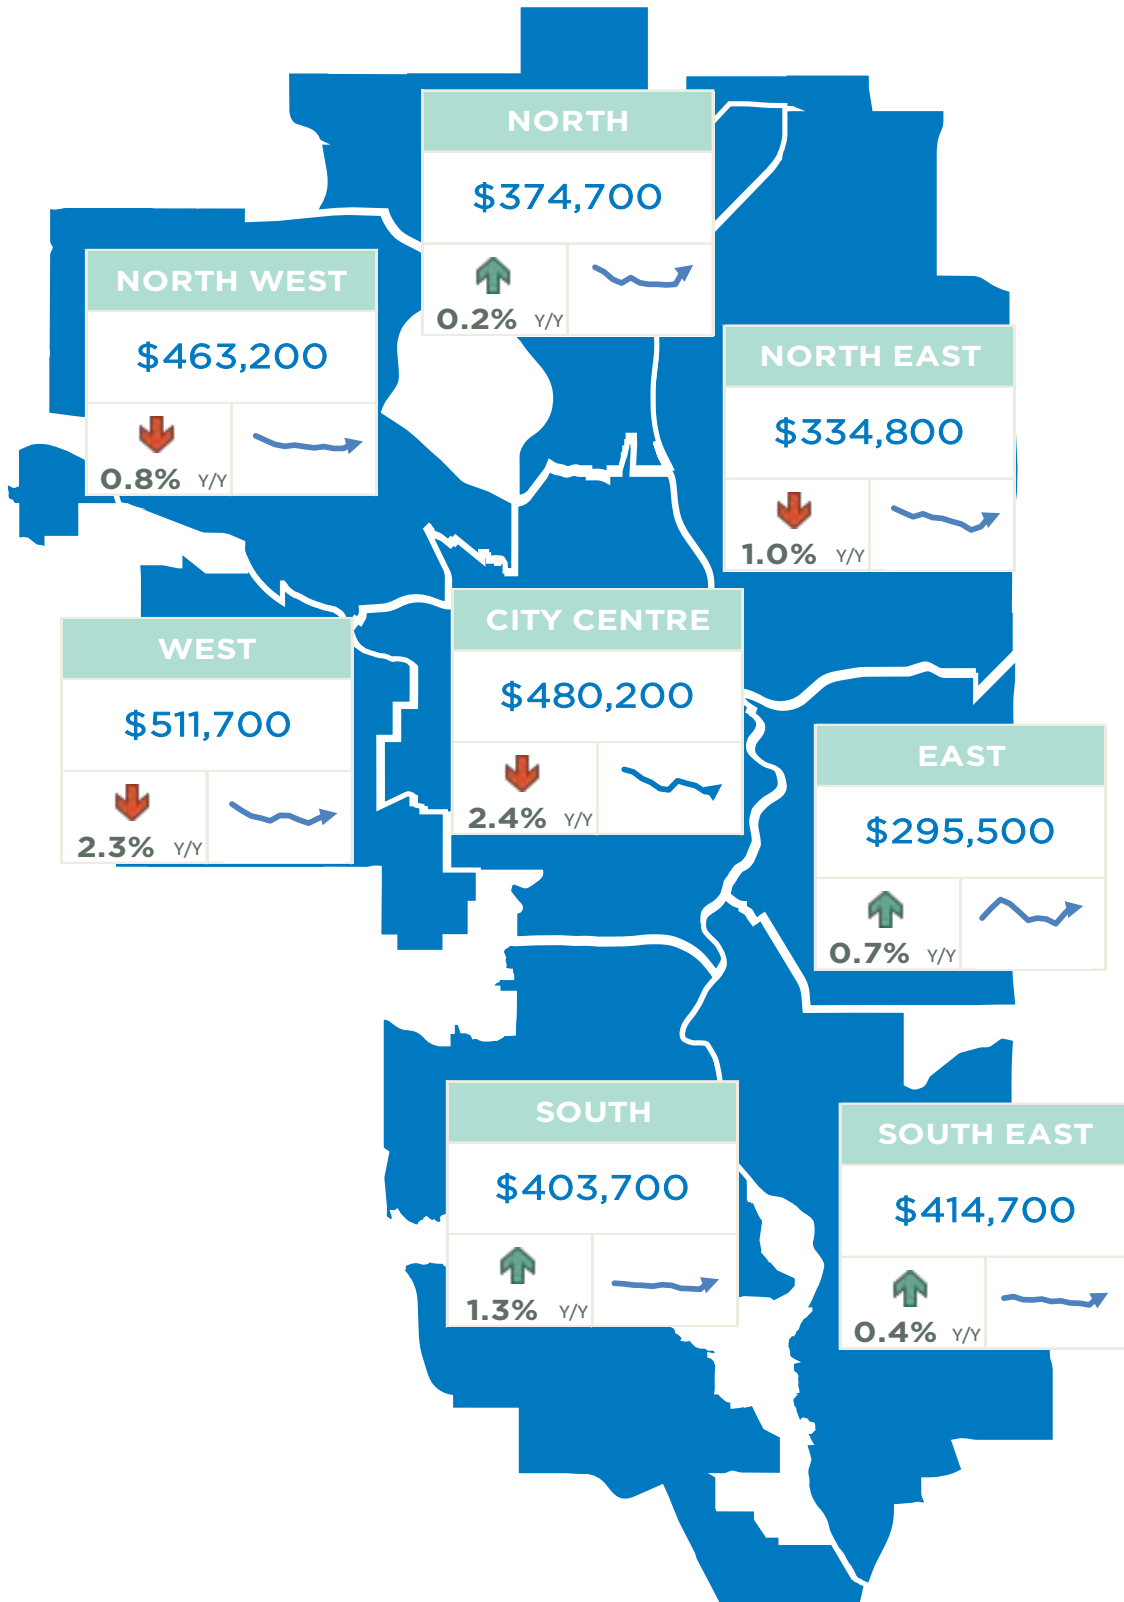 NORTH
$374,700
0.2% Y/Y
NORTH WEST
$463,200
0.8% Y/Y
NORTH EAST
$334,800
1.0% Y/Y
CITY CENTRE
$480,200
2.4% Y/Y
WEST
$511,700
2.3% Y/Y
EAST
$295,500
0.7% Y/Y
SOUTH
$403,700
1.3% Y/Y
SOUTH EAST
$414,700
0.4% Y/Y